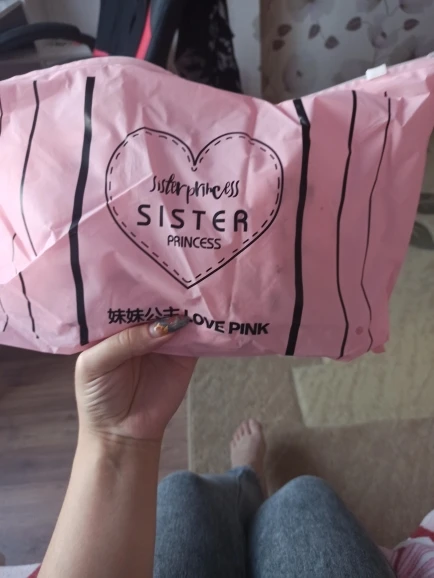 sisterprincess
SISTER
PRINCESS
妹妹公主 LOVE PINK